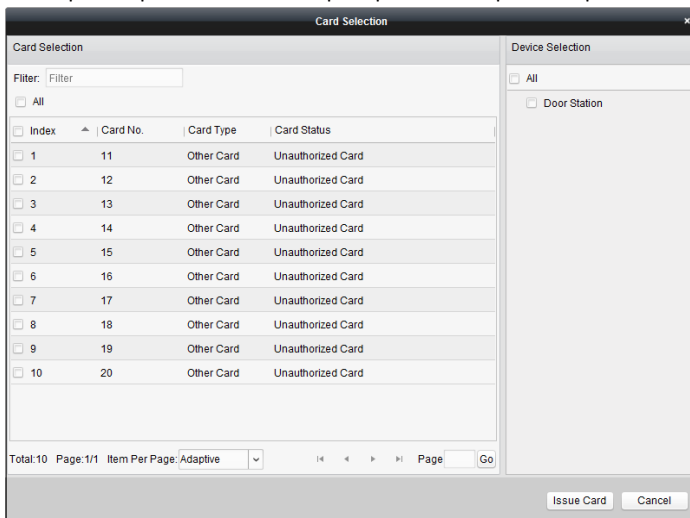 Card Selection ×
Card Selection
Device Selection
Fliter: Filter
All
All
Door Station
Index Card No. Card Type Card Status
1 11 Other Card Unauthorized Card
2 12 Other Card Unauthorized Card
3 13 Other Card Unauthorized Card
4 14 Other Card Unauthorized Card
5 15 Other Card Unauthorized Card
6 16 Other Card Unauthorized Card
7 17 Other Card Unauthorized Card
8 18 Other Card Unauthorized Card
9 19 Other Card Unauthorized Card
10 20 Other Card Unauthorized Card
Total:10 Page:1/1 Item Per Page: Adaptive Page Go
Issue Card Cancel